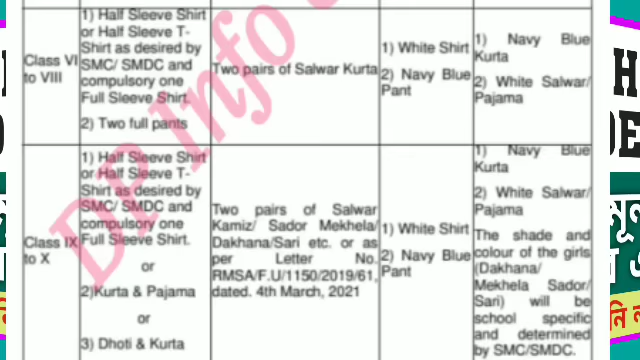 1) Half Sleeve Shirt
or Half Sleeve T-
Shirt as desired by
SMC/ SMDC and
compulsory one
Full Sleeve Shirt.
2) Two full pants
Class VI
to VIII
Two pairs of Salwar Kurta
1) White Shirt
2) Navy Blue
Pant
1) Navy Blue
Kurta
2) White Salwar/
Pajama
Class IX
to X
1) Half Sleeve Shirt
or Half Sleeve T-
Shirt as desired by
SMC/ SMDC and
compulsory one
Full Sleeve Shirt.
or
2)Kurta & Pajama
or
3) Dhoti & Kurta
Two pairs of Salwar
Kamiz/ Sador Mekhela/
Dakhana/Sari etc. or as
per Letter No.
RMSA/F.U/1150/2019/61,
dated. 4th March, 2021
1) White Shirt
2) Navy Blue
Pant
1) Navy Blue
Kurta
2) White Salwar/
Pajama
The shade and
colour of the girls
(Dakhana/
Mekhela Sador/
Sari) will be
school specific
and determined
by SMC/SMDC.
DP Info